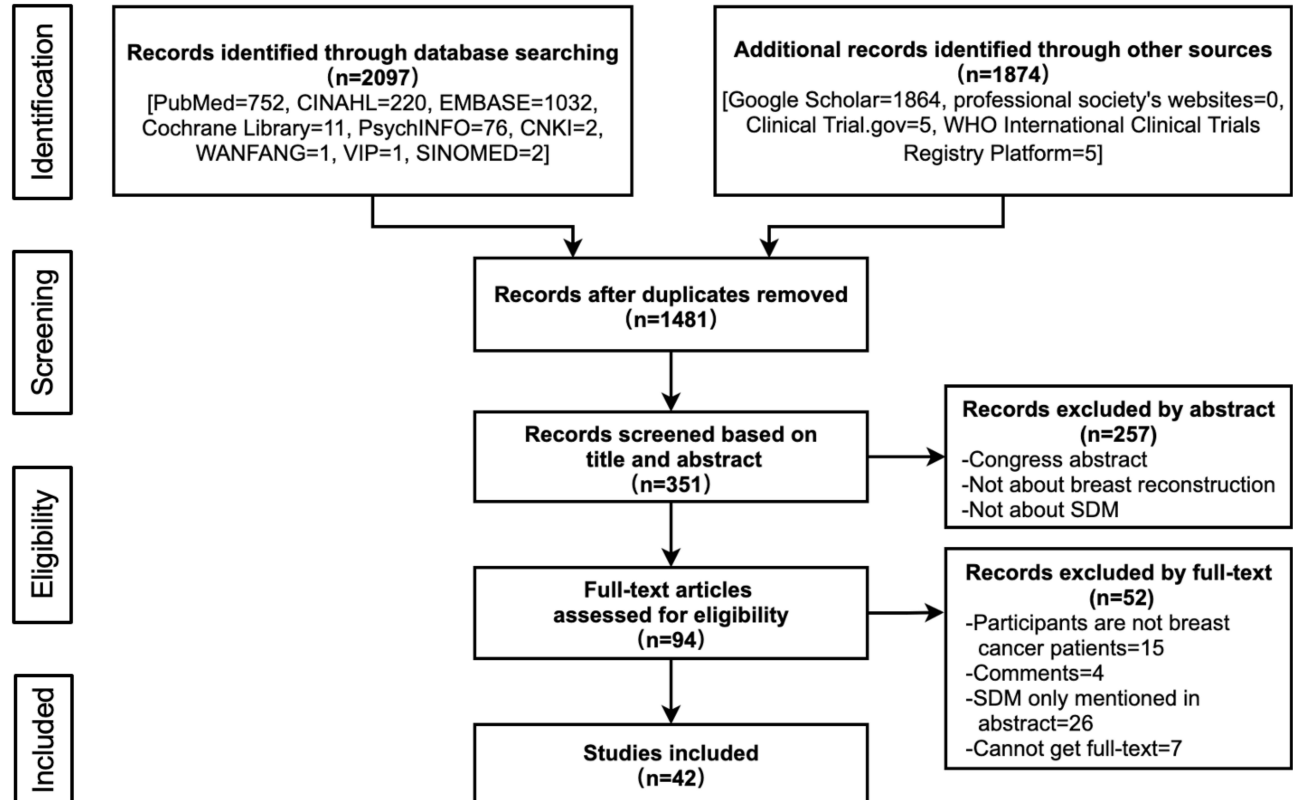 Identification
Records identified through database searching
(n=2097)
[PubMed=752, CINAHL=220, EMBASE=1032,
Cochrane Library=11, PsychINFO=76, CNKI=2,
WANFANG=1, VIP=1, SINOMED=2]
Additional records identified through other sources
(n=1874)
[Google Scholar=1864, professional society's websites=0,
Clinical Trial.gov=5, WHO International Clinical Trials
Registry Platform=5]
Screening
Records after duplicates removed
(n=1481)
Records screened based on
title and abstract
(n=351)
Records excluded by abstract
(n=257)
-Congress abstract
-Not about breast reconstruction
-Not about SDM
Eligibility
Full-text articles
assessed for eligibility
(n=94)
Records excluded by full-text
(n=52)
-Participants are not breast
cancer patients=15
-Comments=4
-SDM only mentioned in
abstract=26
-Cannot get full-text=7
Included
Studies included
(n=42)